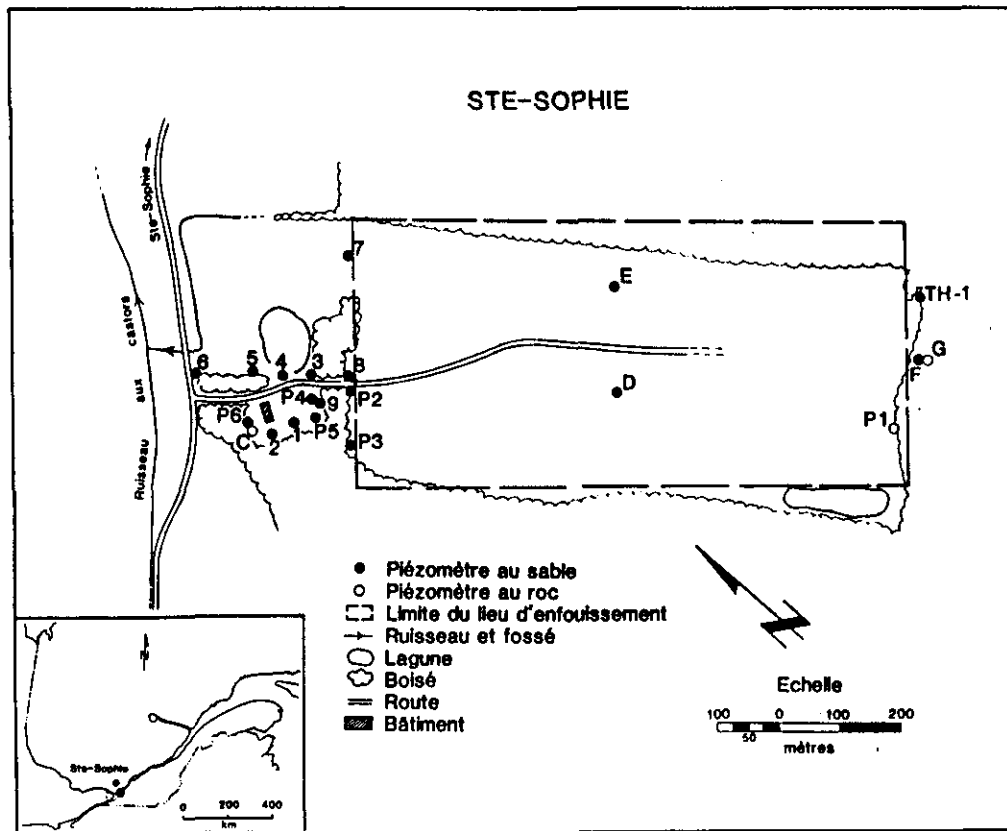 STE-SOPHIE
Ste-Sophie
Ruisseau aux castors
7
E
TH-1
6
5
4
3
8
F
G
P4
9
P2
D
P6
C
2
1
P5
P3
P1
Piézomètre au sable
Piézomètre au roc
Limite du lieu d'enfouissement
Ruisseau et fossé
Lagune
Boisé
Route
Bâtiment
Echelle
100 0 100 200
50
mètres
N
Ste-Sophie
0 200 400
km